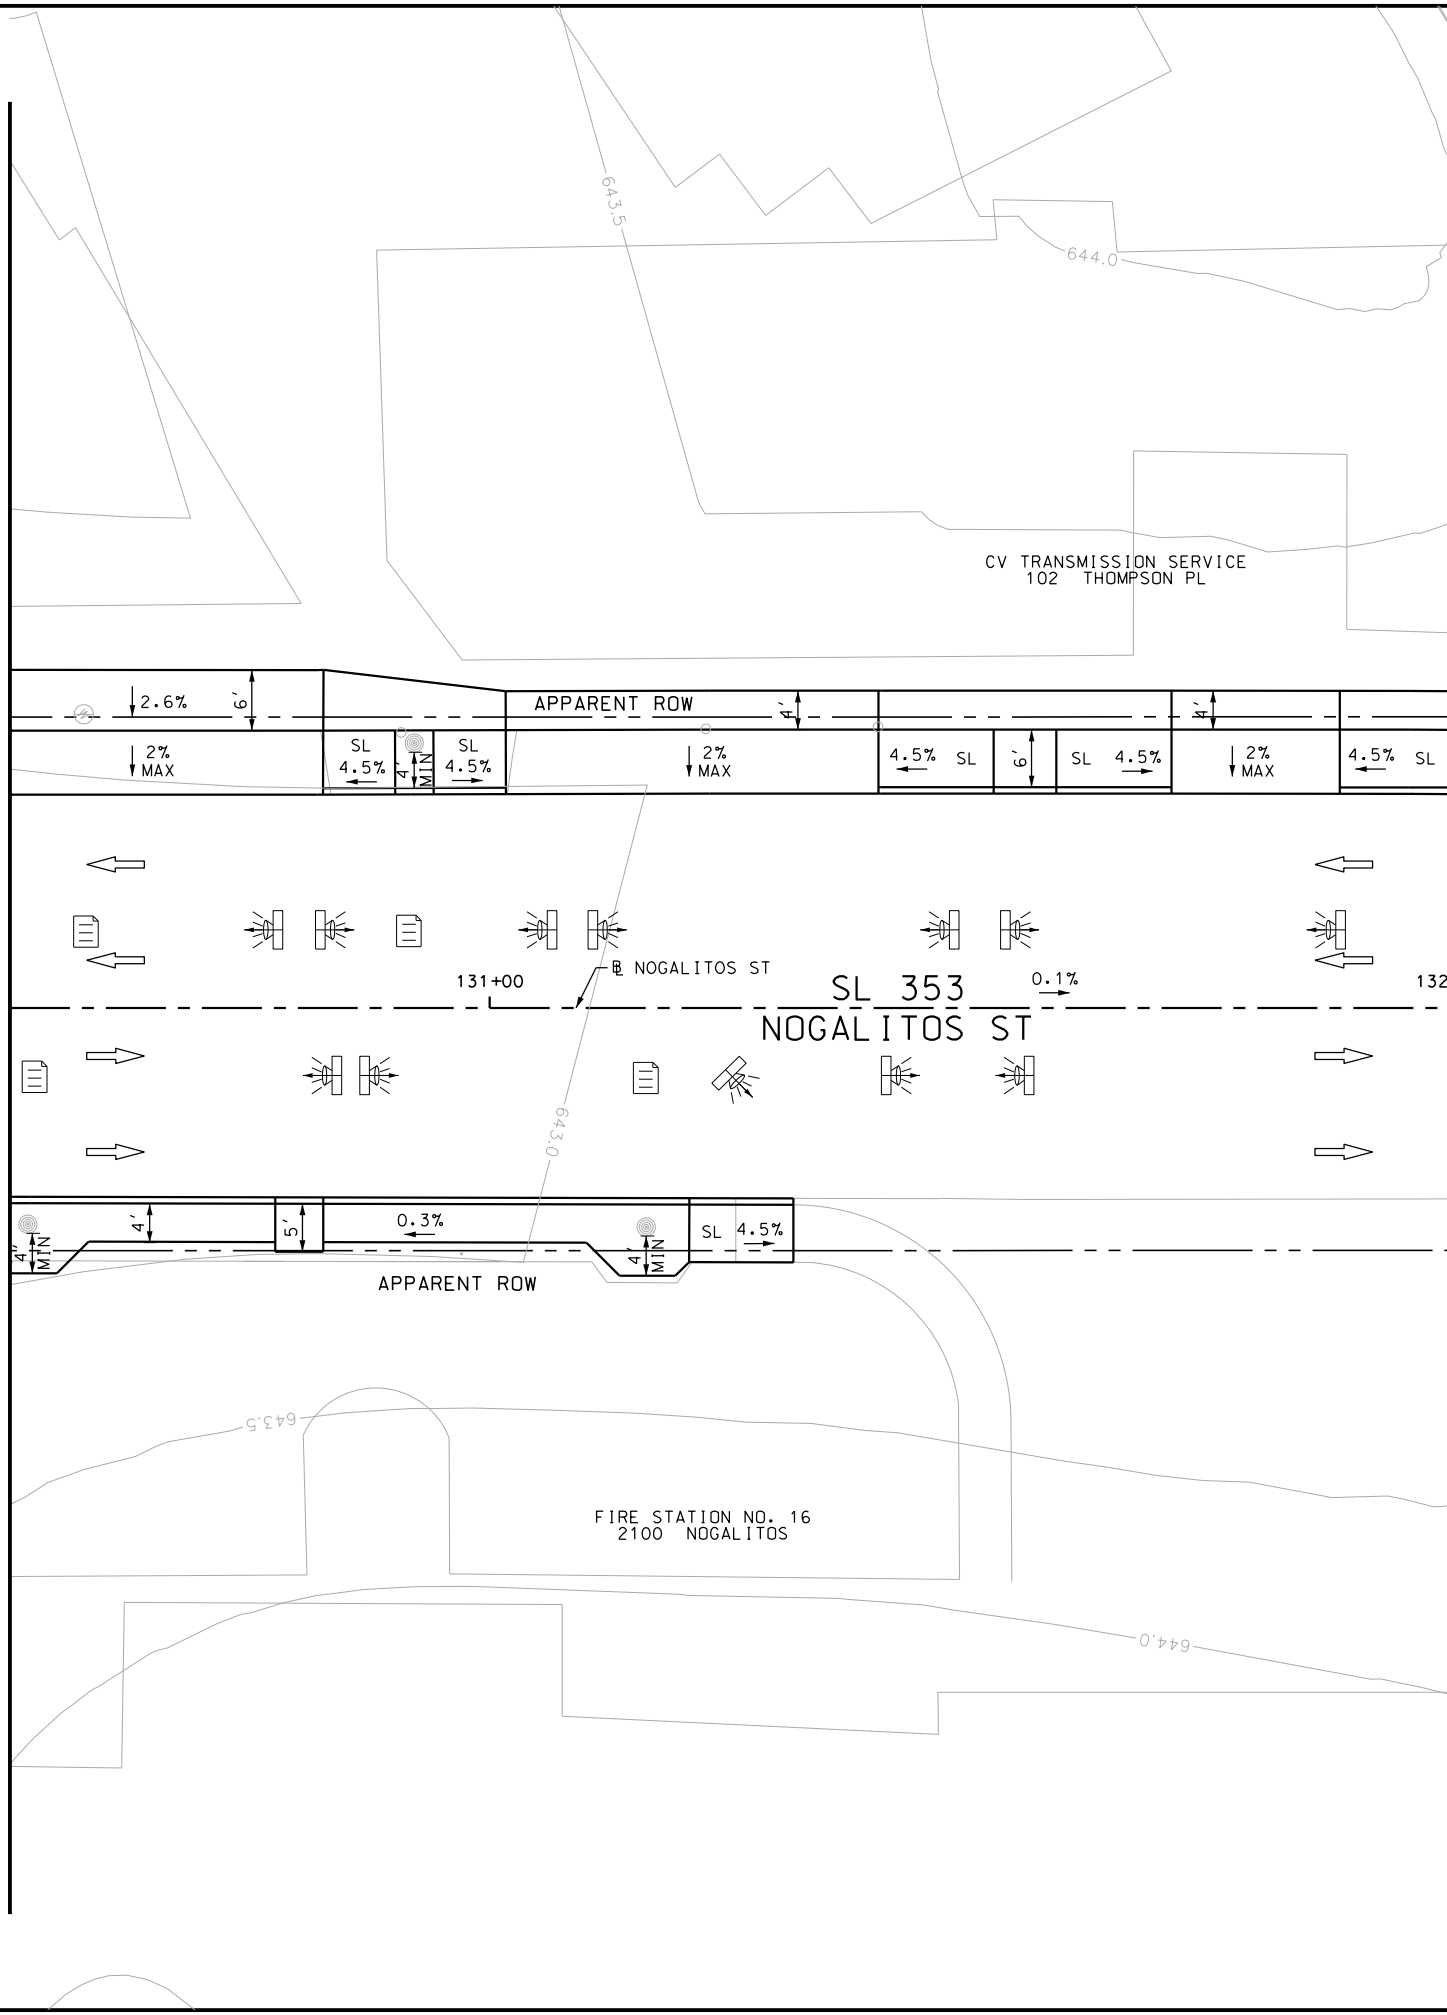 643.5
644.0
CV TRANSMISSION SERVICE
102 THOMPSON PL
2.6%
6'
APPARENT ROW
4'
4'
2%
MAX
SL
4.5%
4'
MIN
SL
4.5%
2%
MAX
4.5% SL
6'
SL 4.5%
2%
MAX
4.5% SL
131+00
BL NOGALITOS ST
SL 353
0.1%
132
NOGALITOS ST
643.0
4'
MIN
4'
5'
0.3%
4'
MIN
SL 4.5%
APPARENT ROW
643.5
FIRE STATION NO. 16
2100 NOGALITOS
644.0